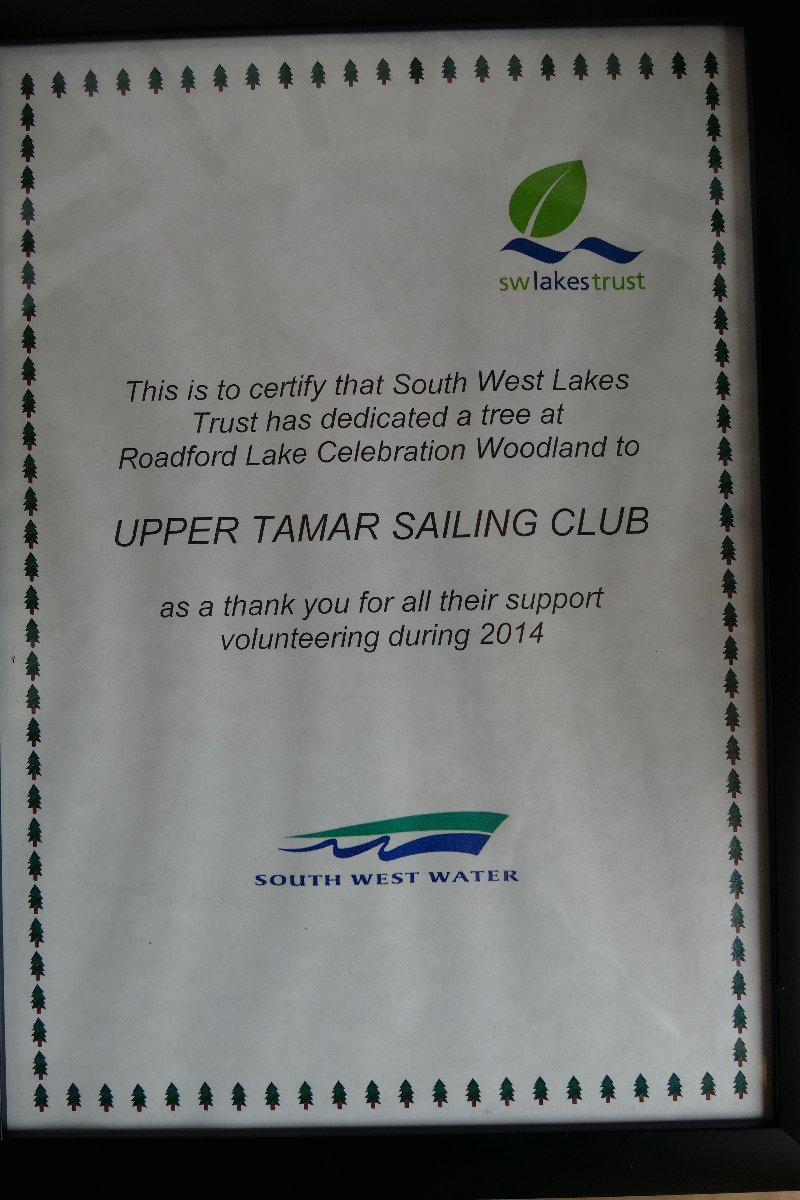 swlakestrust
This is to certify that South West Lakes
Trust has dedicated a tree at
Roadford Lake Celebration Woodland to
UPPER TAMAR SAILING CLUB
as a thank you for all their support
volunteering during 2014
SOUTH WEST WATER